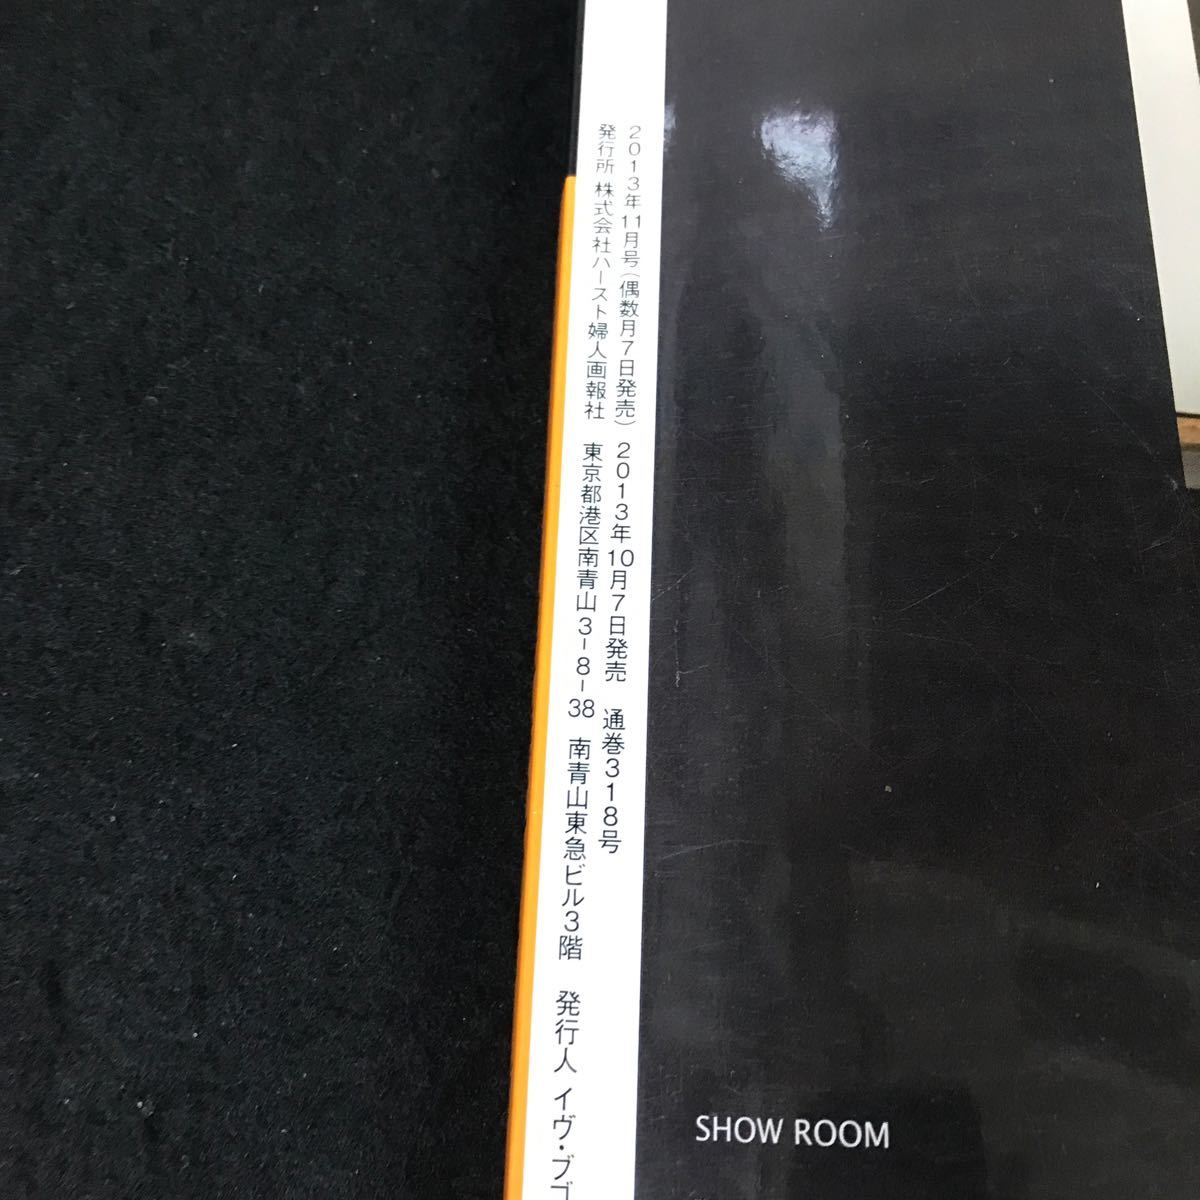 2013年11月号(偶数月7日発売) 2013年10月7日発売 通巻318号
発行所 株式会社ハースト婦人画報社 東京都港区南青山3-8-38 南青山東急ビル3階 発行人 イヴ・ブゴ
SHOW ROOM